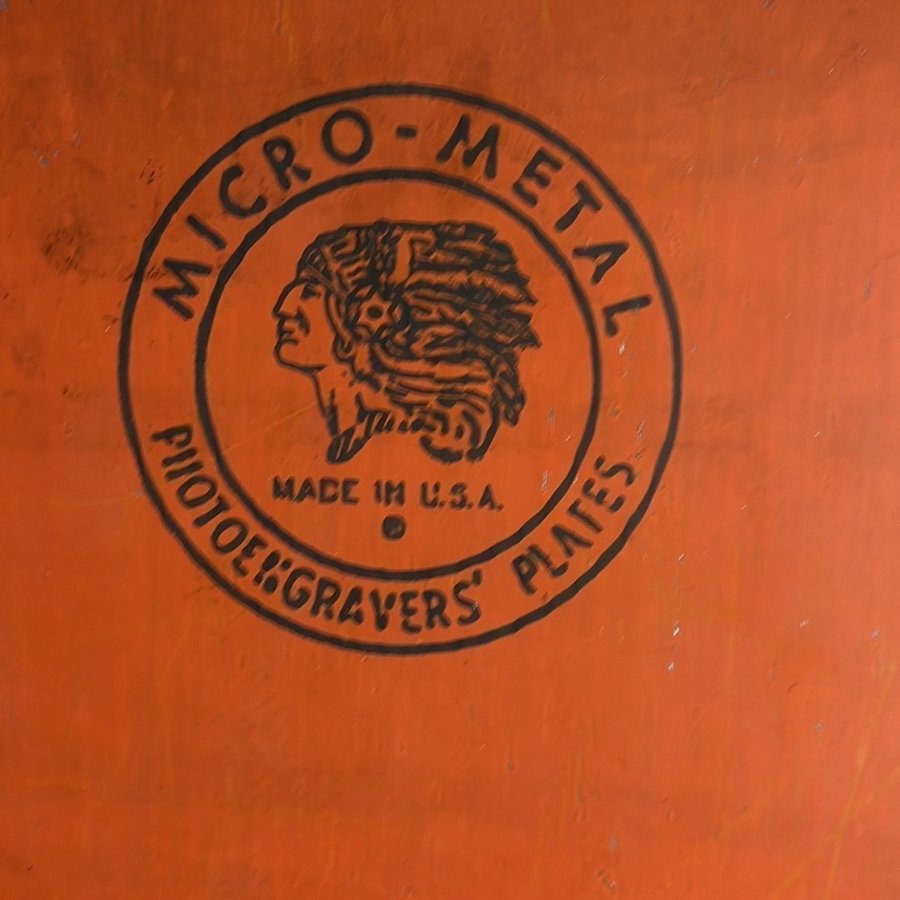 MICRO-METAL
MADE IN U.S.A.
®
PHOTOENGRAVERS' PLATES